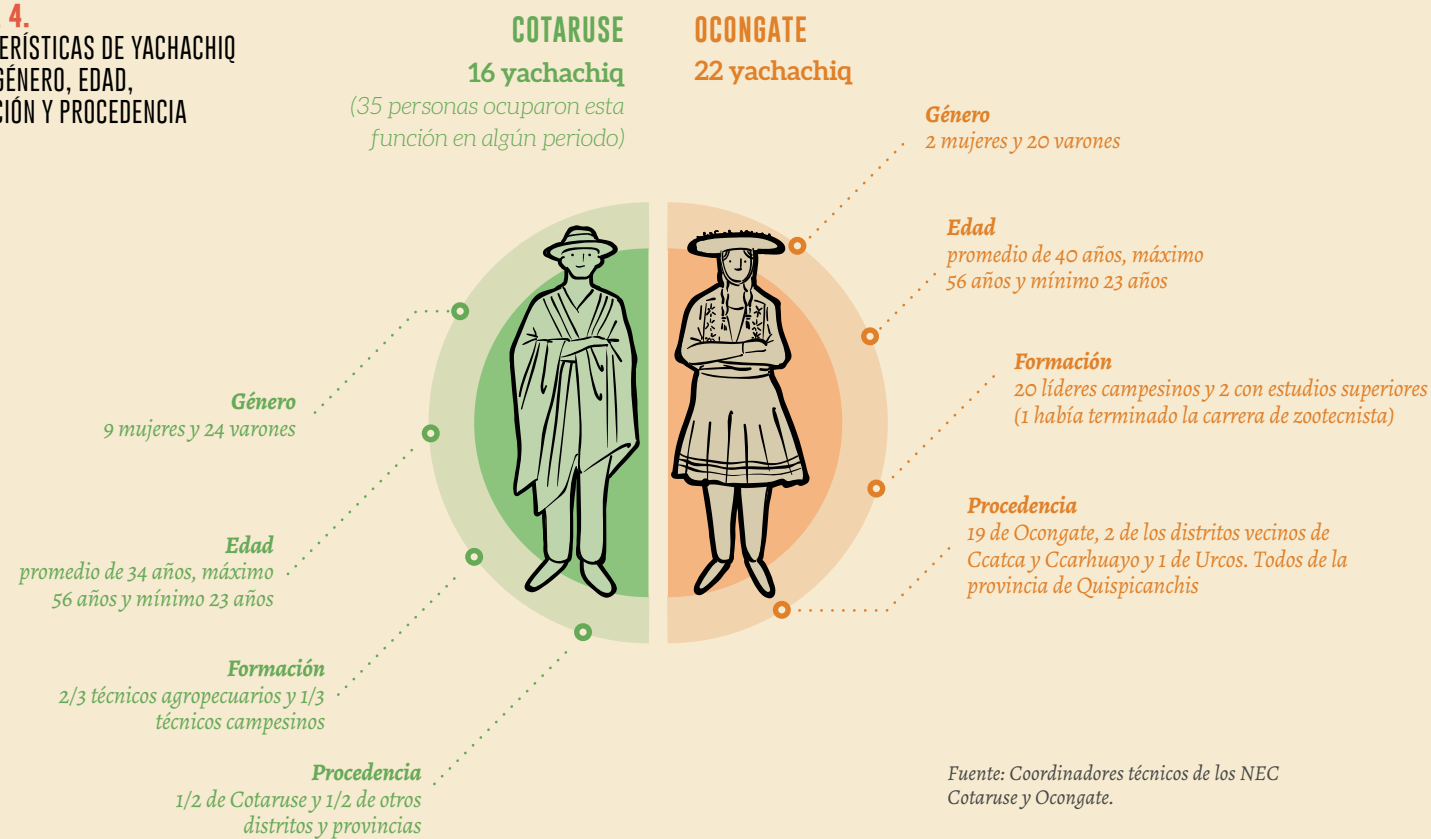 4.
ERÍSTICAS DE YACHACHIQ
GÉNERO, EDAD,
CIÓN Y PROCEDENCIA
COTARUSE
16 yachachiq
(35 personas ocuparon esta
función en algún periodo)
Género
9 mujeres y 24 varones
Edad
promedio de 34 años, máximo
56 años y mínimo 23 años
Formación
2/3 técnicos agropecuarios y 1/3
técnicos campesinos
Procedencia
1/2 de Cotaruse y 1/2 de otros
distritos y provincias
OCONGATE
22 yachachiq
Género
2 mujeres y 20 varones
Edad
promedio de 40 años, máximo
56 años y mínimo 23 años
Formación
20 líderes campesinos y 2 con estudios superiores
(1 había terminado la carrera de zootecnista)
Procedencia
19 de Ocongate, 2 de los distritos vecinos de
Ccatca y Ccarhuayo y 1 de Urcos. Todos de la
provincia de Quispicanchis
Fuente: Coordinadores técnicos de los NEC
Cotaruse y Ocongate.